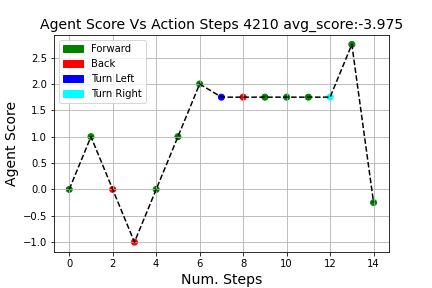 Agent Score Vs Action Steps 4210 avg_score:-3.975
Forward
Back
Turn Left
Turn Right
Agent Score
2.5
2.0
1.5
1.0
0.5
0.0
−0.5
−1.0
0 2 4 6 8 10 12 14
Num. Steps